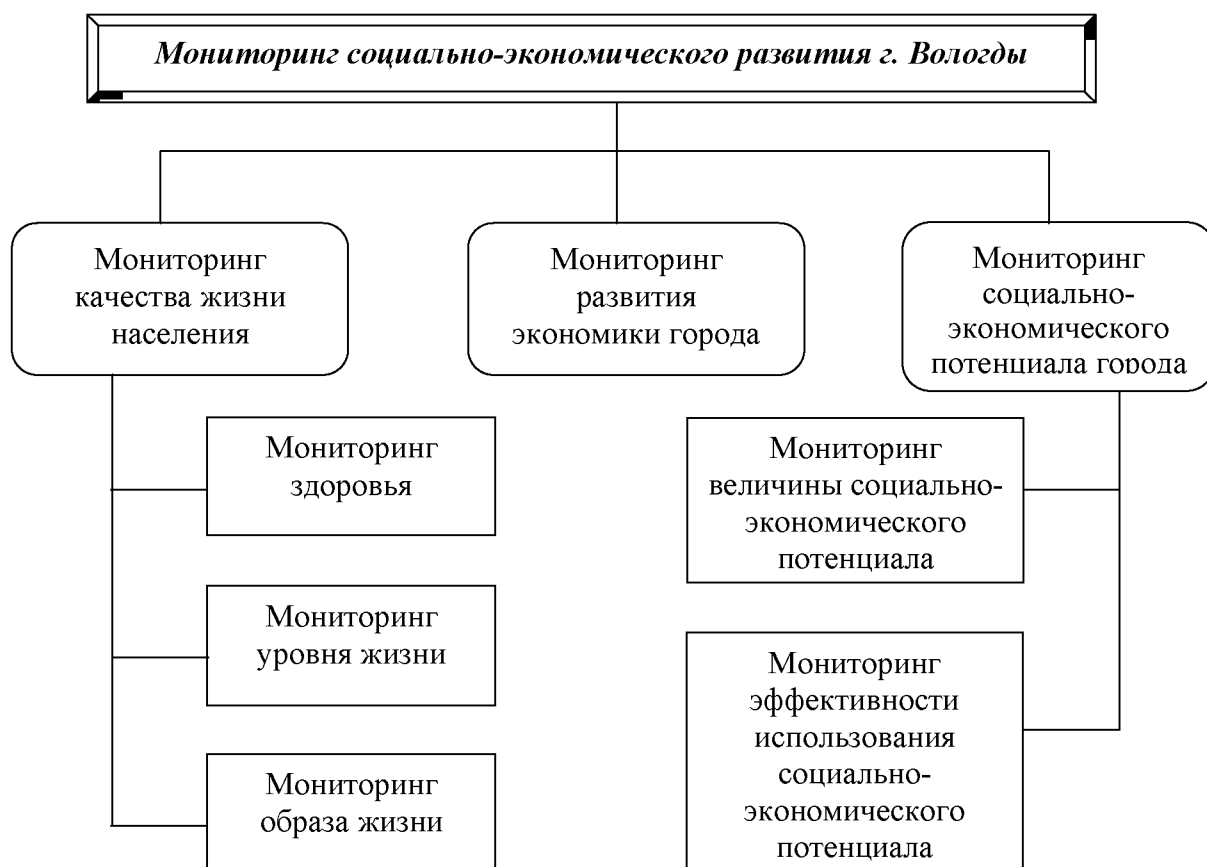 Мониторинг социально-экономического развития г. Вологды
Мониторинг
качества жизни
населения
Мониторинг
развития
экономики города
Мониторинг
социально-
экономического
потенциала города
Мониторинг
здоровья
Мониторинг
уровня жизни
Мониторинг
образа жизни
Мониторинг
величины социально-
экономического
потенциала
Мониторинг
эффективности
использования
социально-
экономического
потенциала